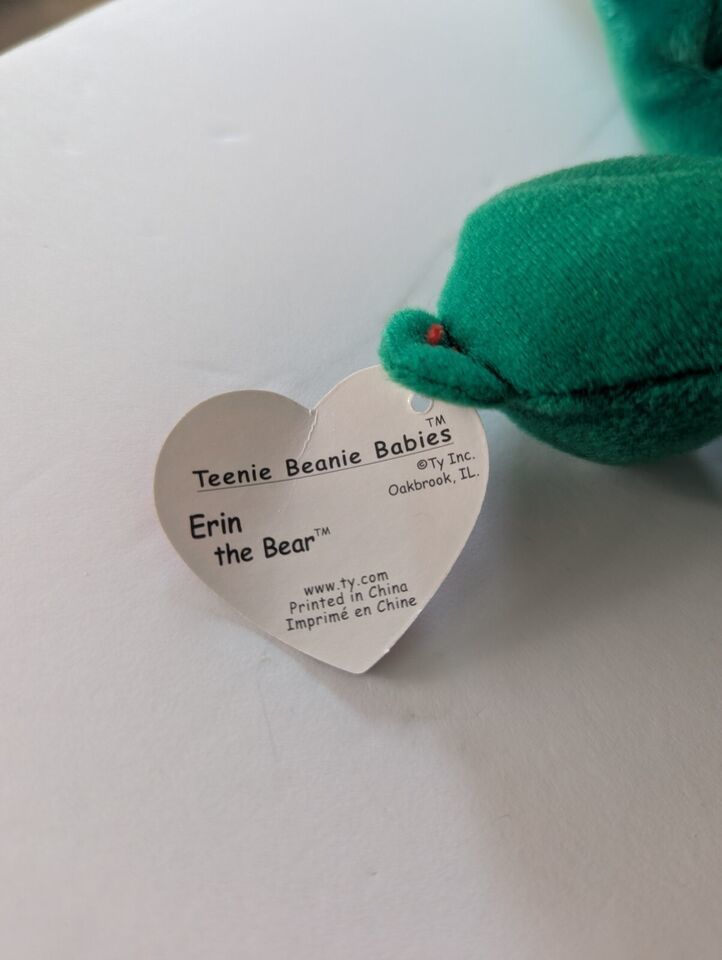 Teenie Beanie Babies™
©Ty Inc.
Oakbrook, IL.
Erin
the Bear™
www.ty.com
Printed in China
Imprimé en Chine